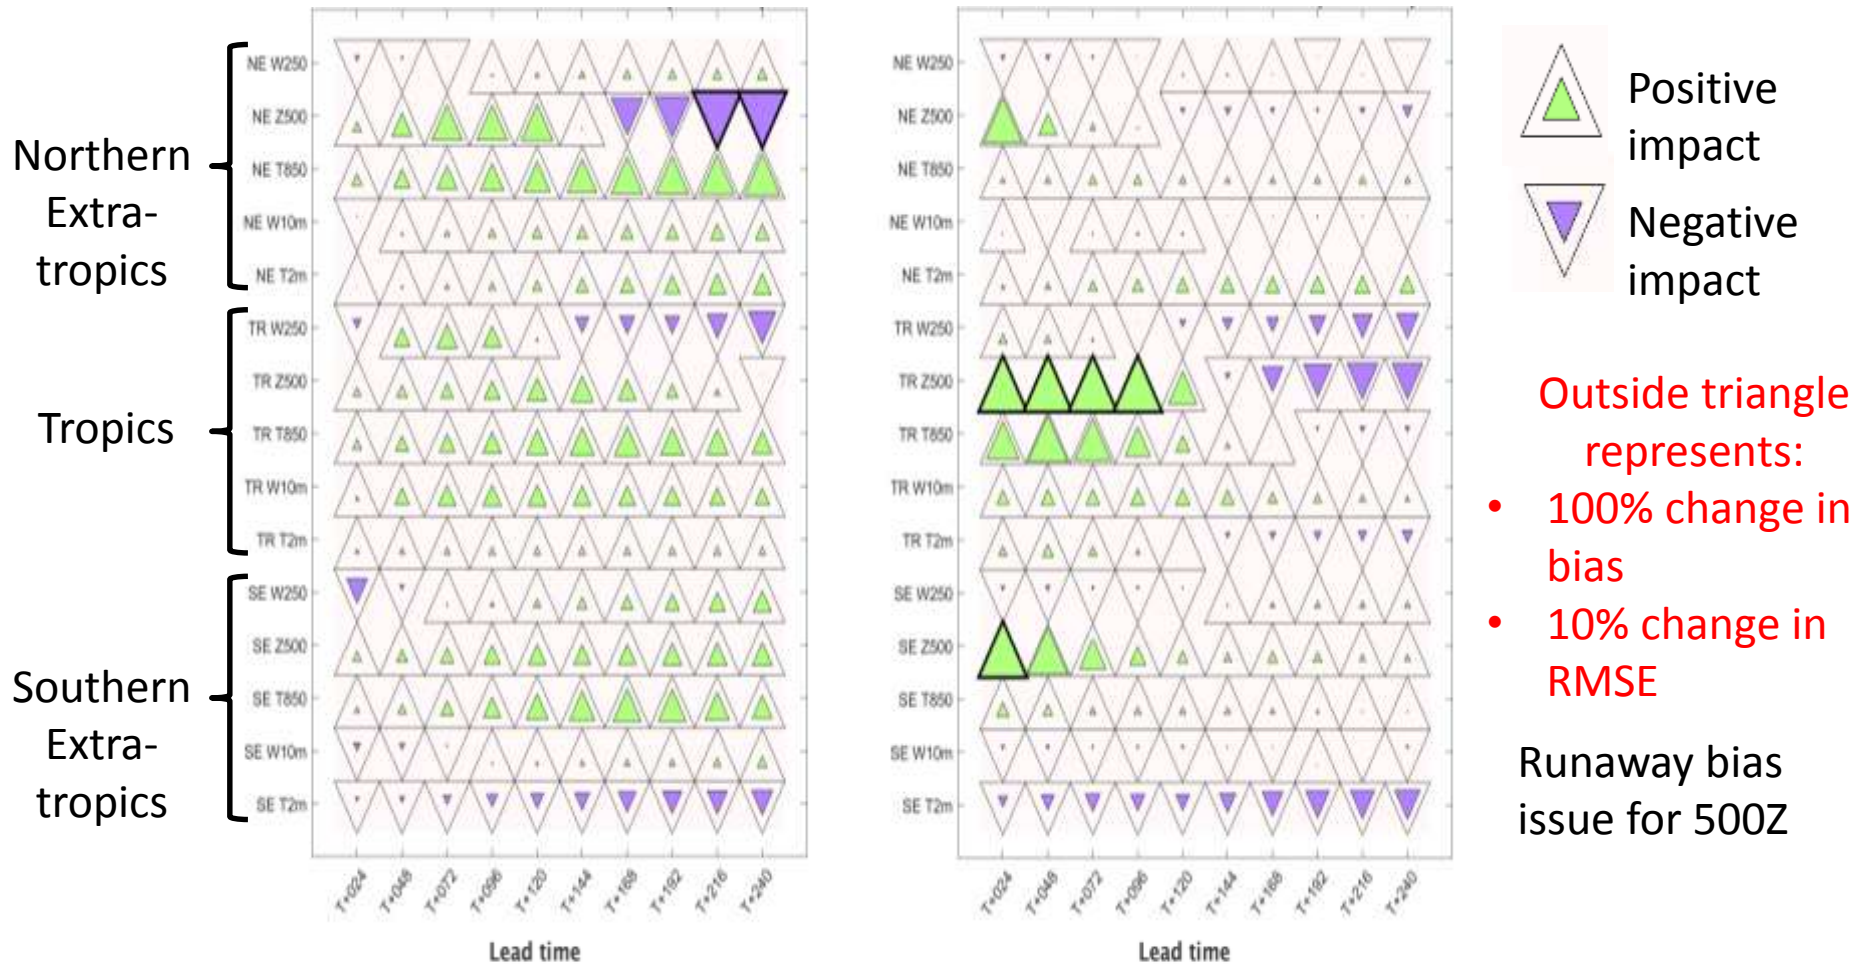 Northern
Extra-
tropics
Tropics
Southern
Extra-
tropics
NE W250
NE Z500
NE T850
NE W10m
NE T2m
TR W250
TR Z500
TR T850
TR W10m
TR T2m
SE W250
SE Z500
SE T850
SE W10m
SE T2m
T+024
T+048
T+072
T+096
T+120
T+144
T+168
T+192
T+216
T+240
Lead time
NE W250
NE Z500
NE T850
NE W10m
NE T2m
TR W250
TR Z500
TR T850
TR W10m
TR T2m
SE W250
SE Z500
SE T850
SE W10m
SE T2m
T+024
T+048
T+072
T+096
T+120
T+144
T+168
T+192
T+216
T+240
Lead time
Positive
impact
Negative
impact
Outside triangle
represents:
• 100% change in
bias
• 10% change in
RMSE
Runaway bias
issue for 500Z